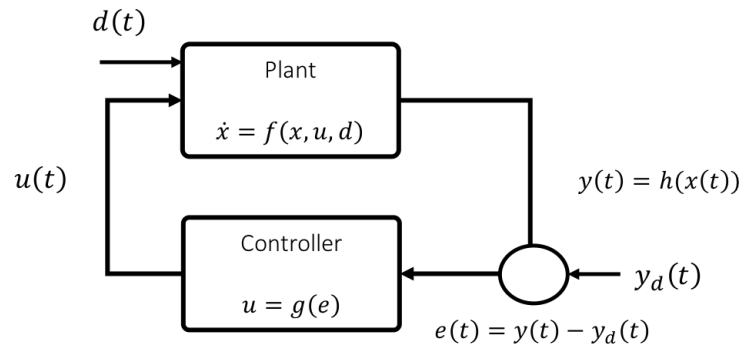 d(t)
Plant
ẋ = f(x, u, d)
u(t)
y(t) = h(x(t))
Controller
u = g(e)
y_d(t)
e(t) = y(t) − y_d(t)